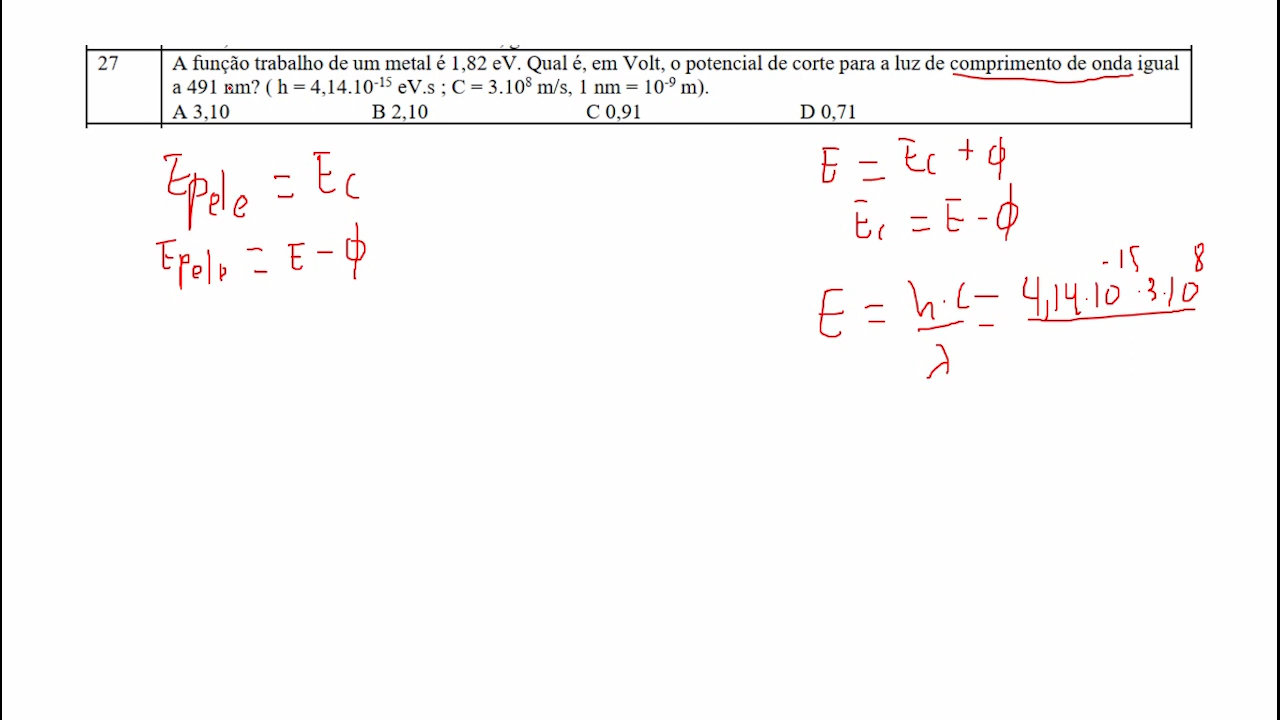 27
A função trabalho de um metal é 1,82 eV. Qual é, em Volt, o potencial de corte para a luz de comprimento de onda igual
a 491 nm? ( h = 4,14.10⁻¹⁵ eV.s ; C = 3.10⁸ m/s, 1 nm = 10⁻⁹ m).
A 3,10 B 2,10 C 0,91 D 0,71
Epele = Ec
Epele = E - ϕ
E = Ec + ϕ
Ec = E - ϕ
E = h·c/λ = 4,14·10⁻¹⁵·3·10⁸